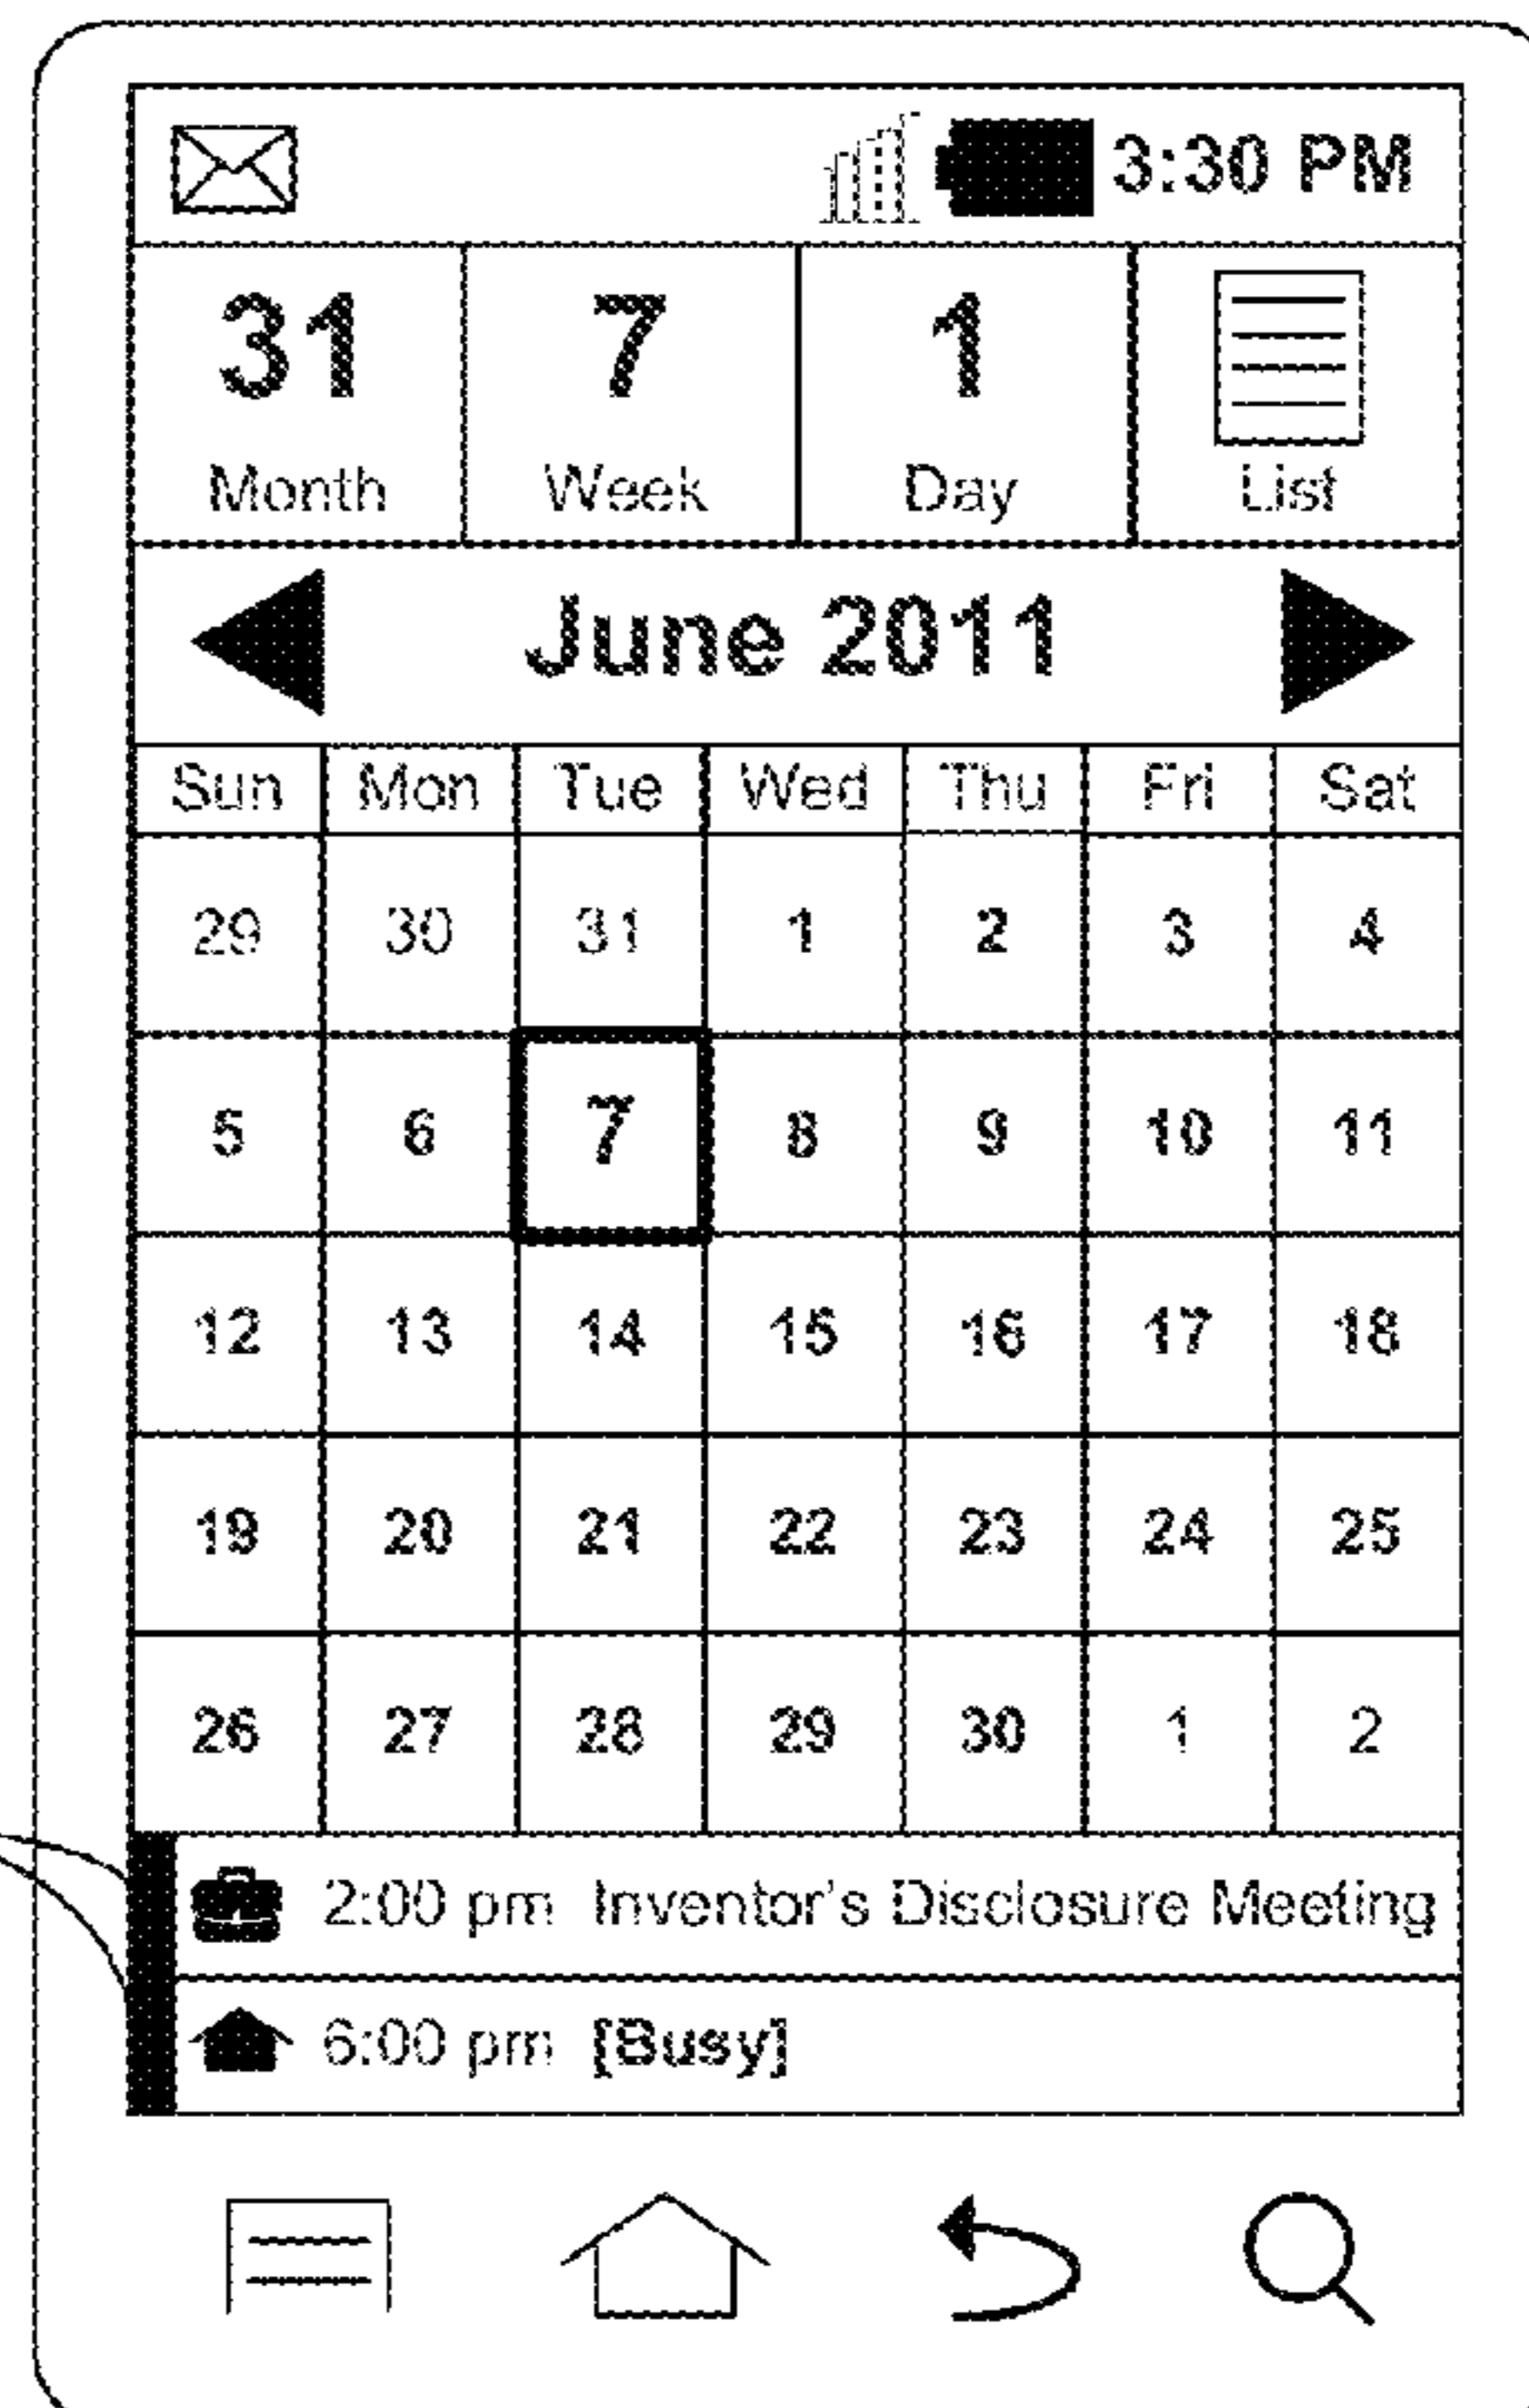 3:30 PM
31 7 1
Month Week Day List
June 2011
Sun Mon Tue Wed Thu Fri Sat
29 30 31 1 2 3 4
5 6 7 8 9 10 11
12 13 14 15 16 17 18
19 20 21 22 23 24 25
26 27 28 29 30 1 2
2:00 pm Inventor's Disclosure Meeting
6:00 pm [Busy]